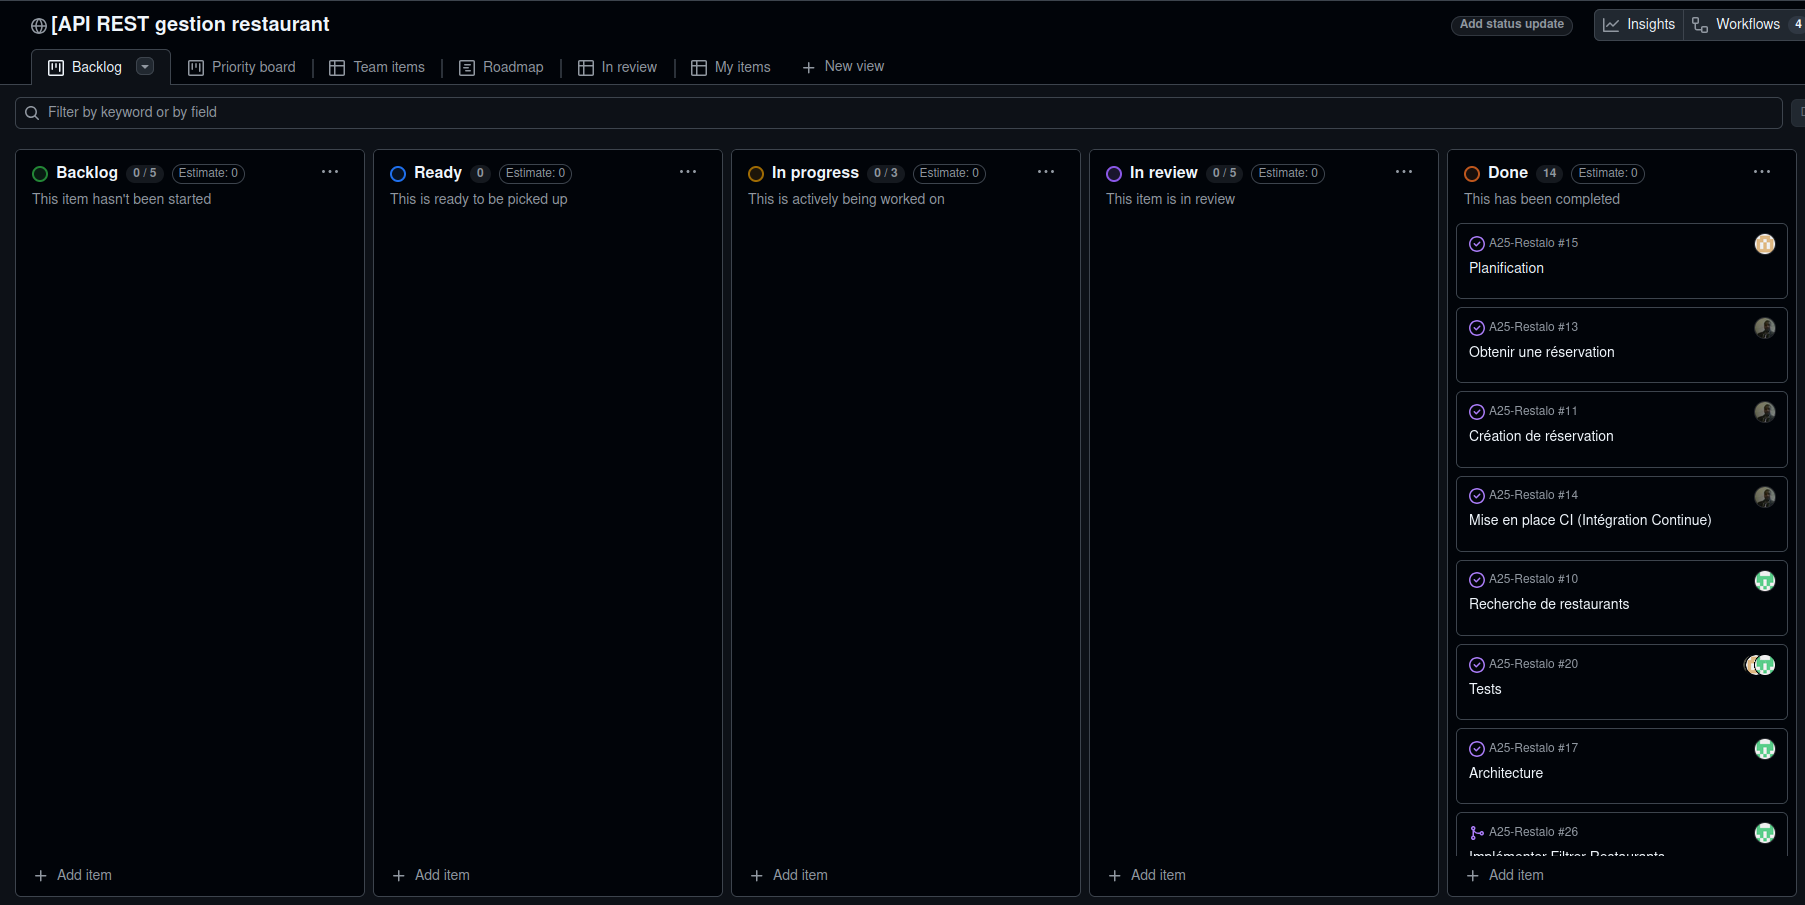 [API REST gestion restaurant
Add status update
Insights
Workflows 4
Backlog
Priority board
Team items
Roadmap
In review
My items
New view
Filter by keyword or by field
Backlog 0 / 5 Estimate: 0
This item hasn't been started
Add item
Ready 0 Estimate: 0
This is ready to be picked up
Add item
In progress 0 / 3 Estimate: 0
This is actively being worked on
Add item
In review 0 / 5 Estimate: 0
This item is in review
Add item
Done 14 Estimate: 0
This has been completed
A25-Restalo #15
Planification
A25-Restalo #13
Obtenir une réservation
A25-Restalo #11
Création de réservation
A25-Restalo #14
Mise en place CI (Intégration Continue)
A25-Restalo #10
Recherche de restaurants
A25-Restalo #20
Tests
A25-Restalo #17
Architecture
A25-Restalo #26
Implémenter Filtrer Restaurants
Add item